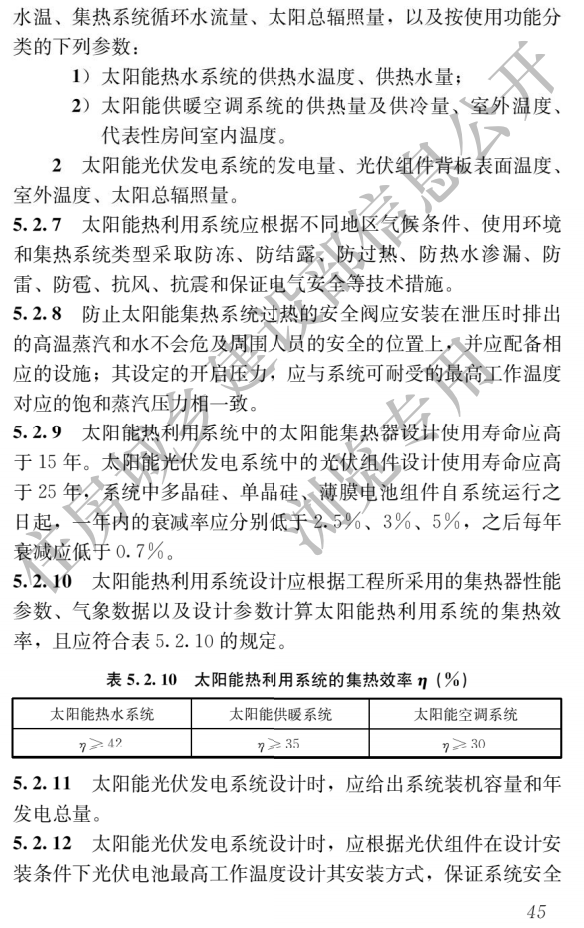 水温、集热系统循环水流量、太阳总辐照量，以及按使用功能分
类的下列参数：
1）太阳能热水系统的供热水温度、供热水量；
2）太阳能供暖空调系统的供热量及供冷量、室外温度、
代表性房间室内温度。
2 太阳能光伏发电系统的发电量、光伏组件背板表面温度、
室外温度、太阳总辐照量。
5.2.7 太阳能热利用系统应根据不同地区气候条件、使用环境
和集热系统类型采取防冻、防结露、防过热、防热水渗漏、防
雷、防雹、抗风、抗震和保证电气安全等技术措施。
5.2.8 防止太阳能集热系统过热的安全阀应安装在泄压时排出
的高温蒸汽和水不会危及周围人员的安全的位置上，并应配备相
应的设施；其设定的开启压力，应与系统可耐受的最高工作温度
对应的饱和蒸汽压力相一致。
5.2.9 太阳能热利用系统中的太阳能集热器设计使用寿命应高
于 15 年。太阳能光伏发电系统中的光伏组件设计使用寿命应高
于 25 年，系统中多晶硅、单晶硅、薄膜电池组件自系统运行之
日起，一年内的衰减率应分别低于 2.5%、3%、5%，之后每年
衰减应低于 0.7%。
5.2.10 太阳能热利用系统设计应根据工程所采用的集热器性能
参数、气象数据以及设计参数计算太阳能热利用系统的集热效
率，且应符合表 5.2.10 的规定。
表 5.2.10 太阳能热利用系统的集热效率 η（%）
太阳能热水系统 太阳能供暖系统 太阳能空调系统
η≥42 η≥35 η≥30
5.2.11 太阳能光伏发电系统设计时，应给出系统装机容量和年
发电总量。
5.2.12 太阳能光伏发电系统设计时，应根据光伏组件在设计安
装条件下光伏电池最高工作温度设计其安装方式，保证系统安全
45
住房城乡建设部信息公开
浏览专用